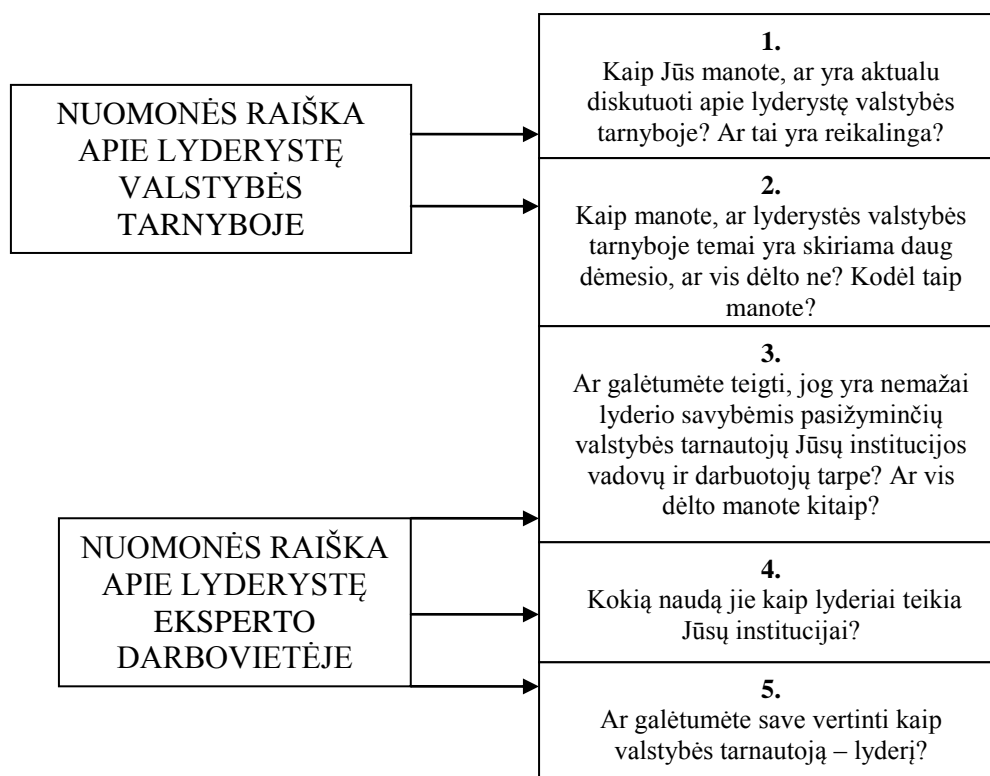 NUOMONĖS RAIŠKA
APIE LYDERYSTĘ
VALSTYBĖS
TARNYBOJE
1.
Kaip Jūs manote, ar yra aktualu
diskutuoti apie lyderystę valstybės
tarnyboje? Ar tai yra reikalinga?
2.
Kaip manote, ar lyderystės valstybės
tarnyboje temai yra skiriama daug
dėmesio, ar vis dėlto ne? Kodėl taip
manote?
NUOMONĖS RAIŠKA
APIE LYDERYSTĘ
EKSPERTO
DARBOVIETĖJE
3.
Ar galėtumėte teigti, jog yra nemažai
lyderio savybėmis pasižyminčių
valstybės tarnautojų Jūsų institucijos
vadovų ir darbuotojų tarpe? Ar vis
dėlto manote kitaip?
4.
Kokią naudą jie kaip lyderiai teikia
Jūsų institucijai?
5.
Ar galėtumėte save vertinti kaip
valstybės tarnautoją – lyderį?